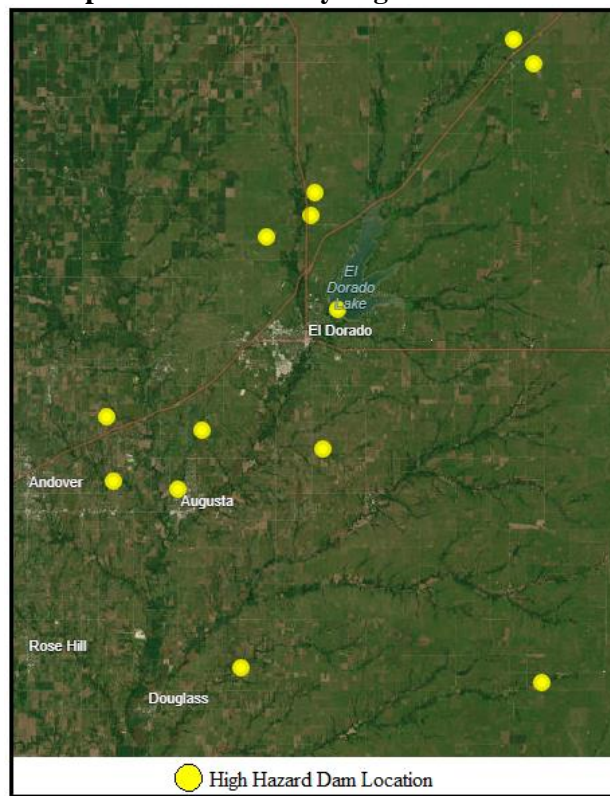 El
Dorado
Lake
El Dorado
Andover
Augusta
Rose Hill
Douglass
High Hazard Dam Location